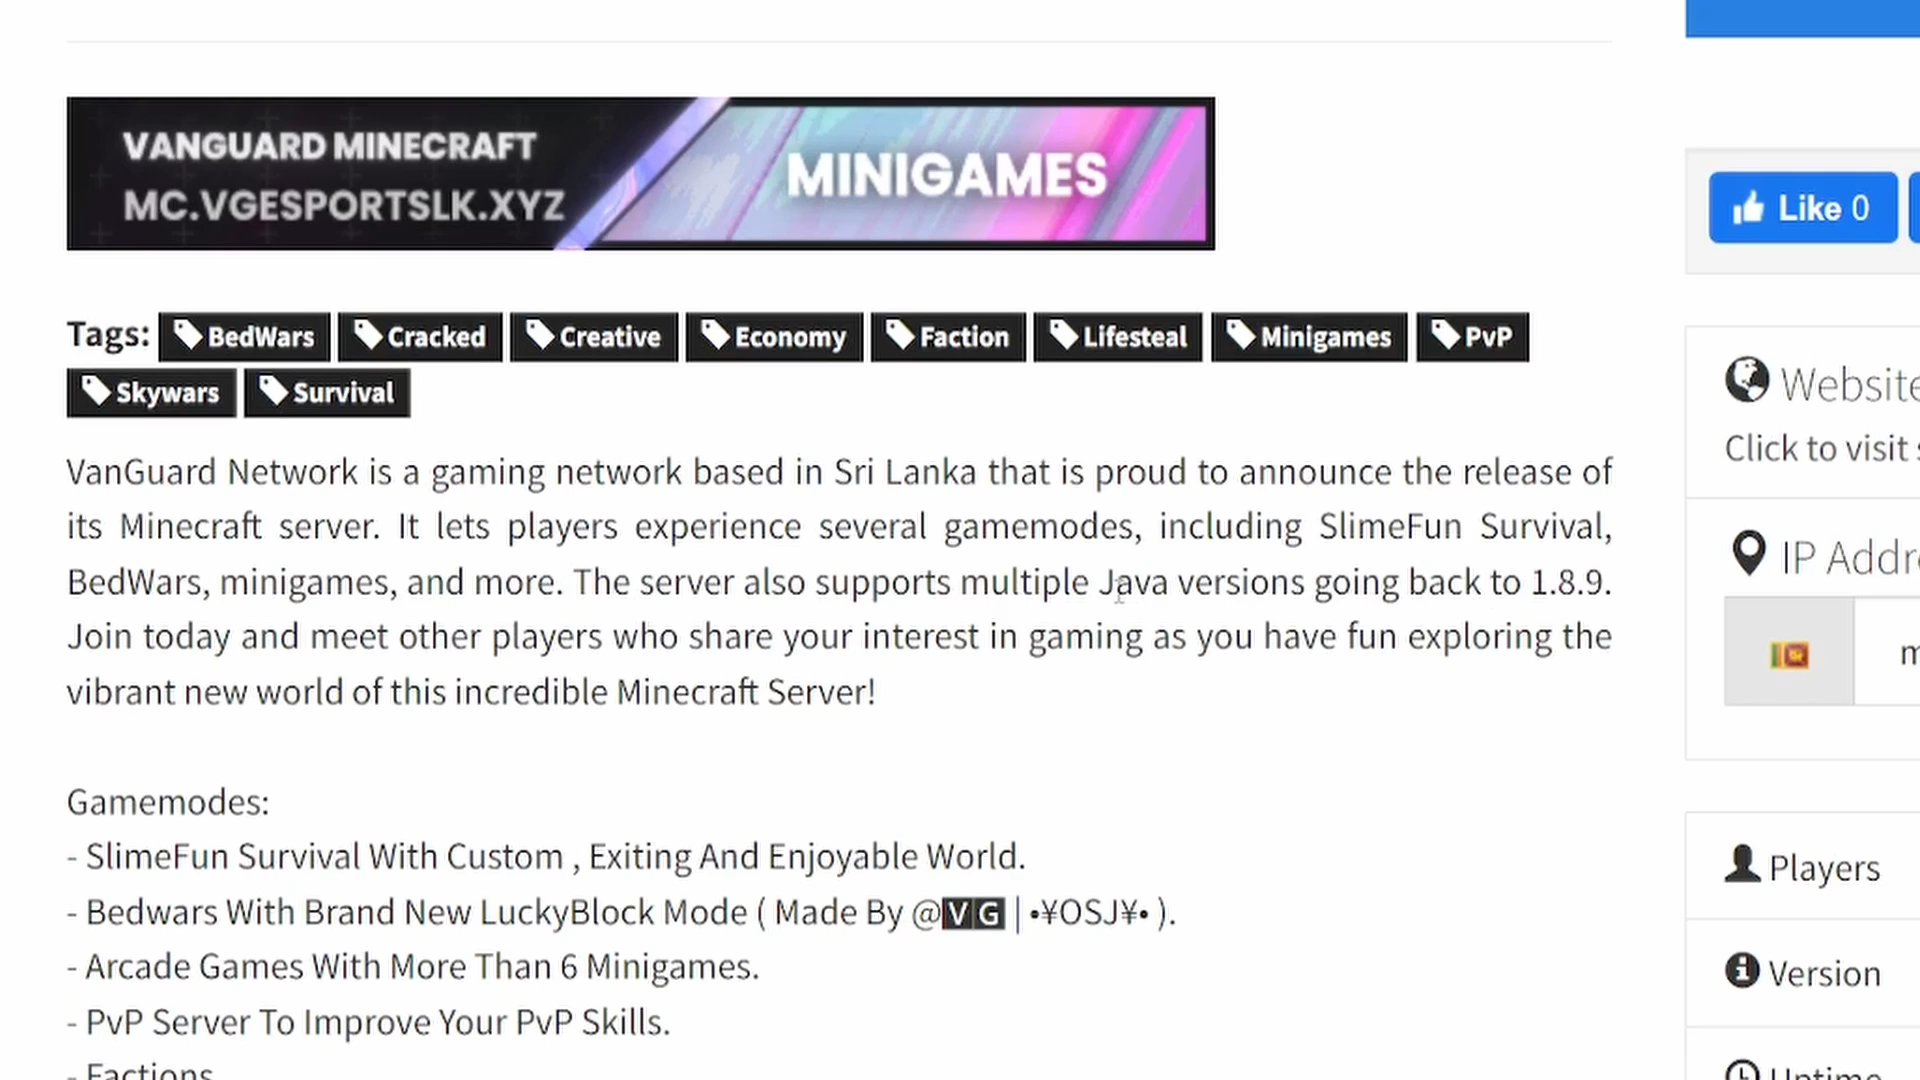 VANGUARD MINECRAFT
MC.VGESPORTSLK.XYZ
MINIGAMES
Like 0
Tags: BedWars Cracked Creative Economy Faction Lifesteal Minigames PvP
Skywars Survival
VanGuard Network is a gaming network based in Sri Lanka that is proud to announce the release of
its Minecraft server. It lets players experience several gamemodes, including SlimeFun Survival,
BedWars, minigames, and more. The server also supports multiple Java versions going back to 1.8.9.
Join today and meet other players who share your interest in gaming as you have fun exploring the
vibrant new world of this incredible Minecraft Server!
Gamemodes:
- SlimeFun Survival With Custom , Exiting And Enjoyable World.
- Bedwars With Brand New LuckyBlock Mode ( Made By @🆅🅶 | •¥OSJ¥• ).
- Arcade Games With More Than 6 Minigames.
- PvP Server To Improve Your PvP Skills.
- Factions
Website
Click to visit
IP Addr
Players
Version
Uptime